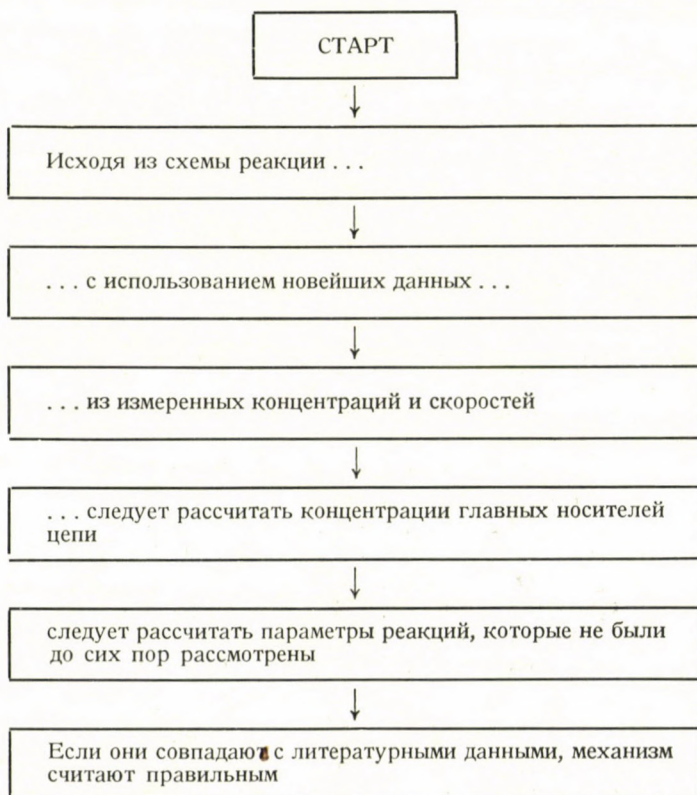 СТАРТ
Исходя из схемы реакции . . .
. . . с использованием новейших данных . . .
. . . из измеренных концентраций и скоростей
. . . следует рассчитать концентрации главных носителей
цепи
следует рассчитать параметры реакций, которые не были
до сих пор рассмотрены
Если они совпадают с литературными данными, механизм
считают правильным